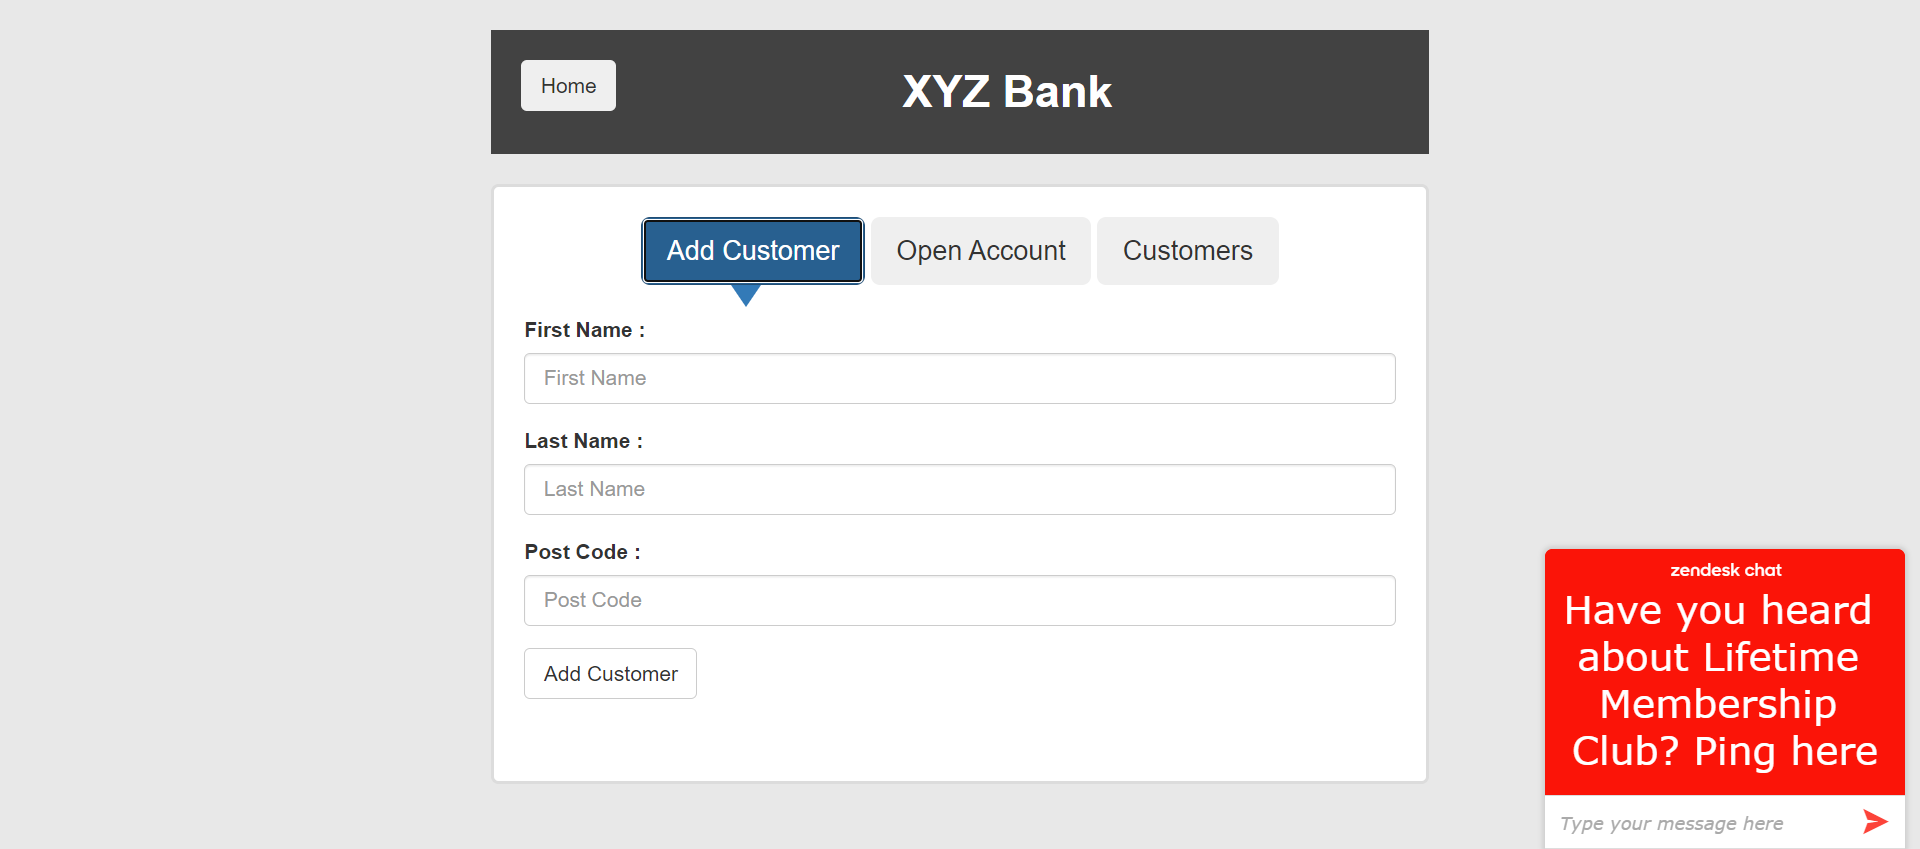 Home
XYZ Bank
Add Customer
Open Account
Customers
First Name :
First Name
Last Name :
Last Name
Post Code :
Post Code
Add Customer
zendesk chat
Have you heard
about Lifetime
Membership
Club? Ping here
Type your message here